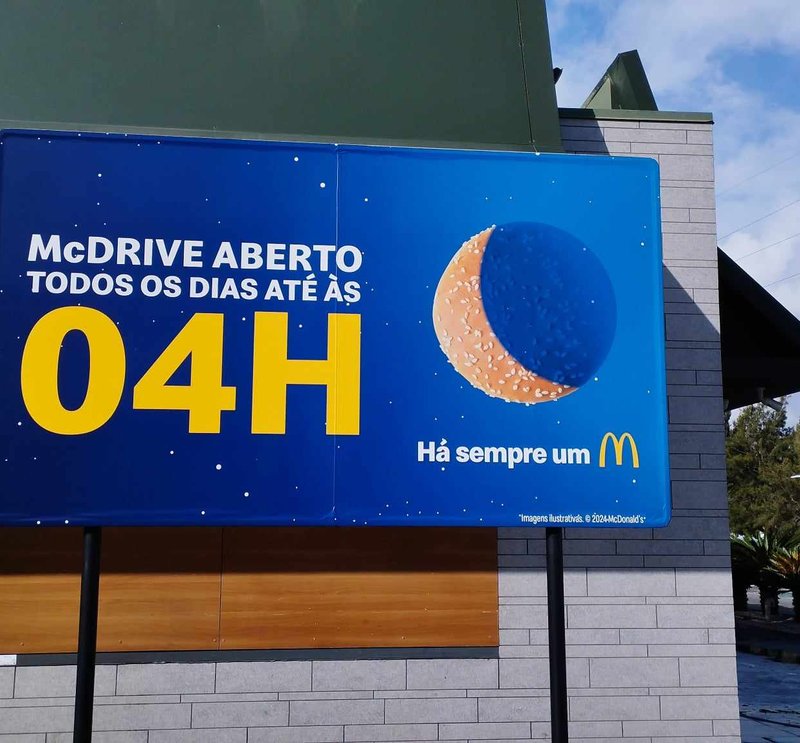 McDRIVE ABERTO
TODOS OS DIAS ATÉ ÀS
04H
Há sempre um
*Imagens ilustrativas. © 2024 McDonald's